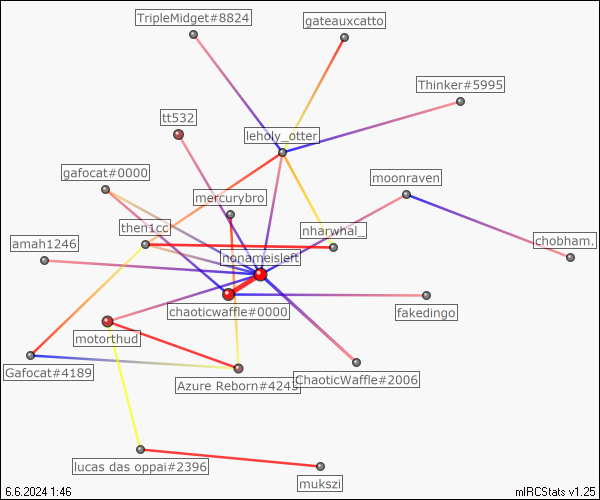 TripleMidget#8824
gateauxcatto
Thinker#5995
tt532
leholy_otter
gafocat#0000
moonraven
mercurybro
then1cc
nharwhal_
amah1246
chobham.
nonameisleft
chaoticwaffle#0000
fakedingo
motorthud
Gafocat#4189
Azure Reborn#4243
ChaoticWaffle#2006
lucas das oppai#2396
mukszi
6.6.2024 1:46
mIRCStats v1.25